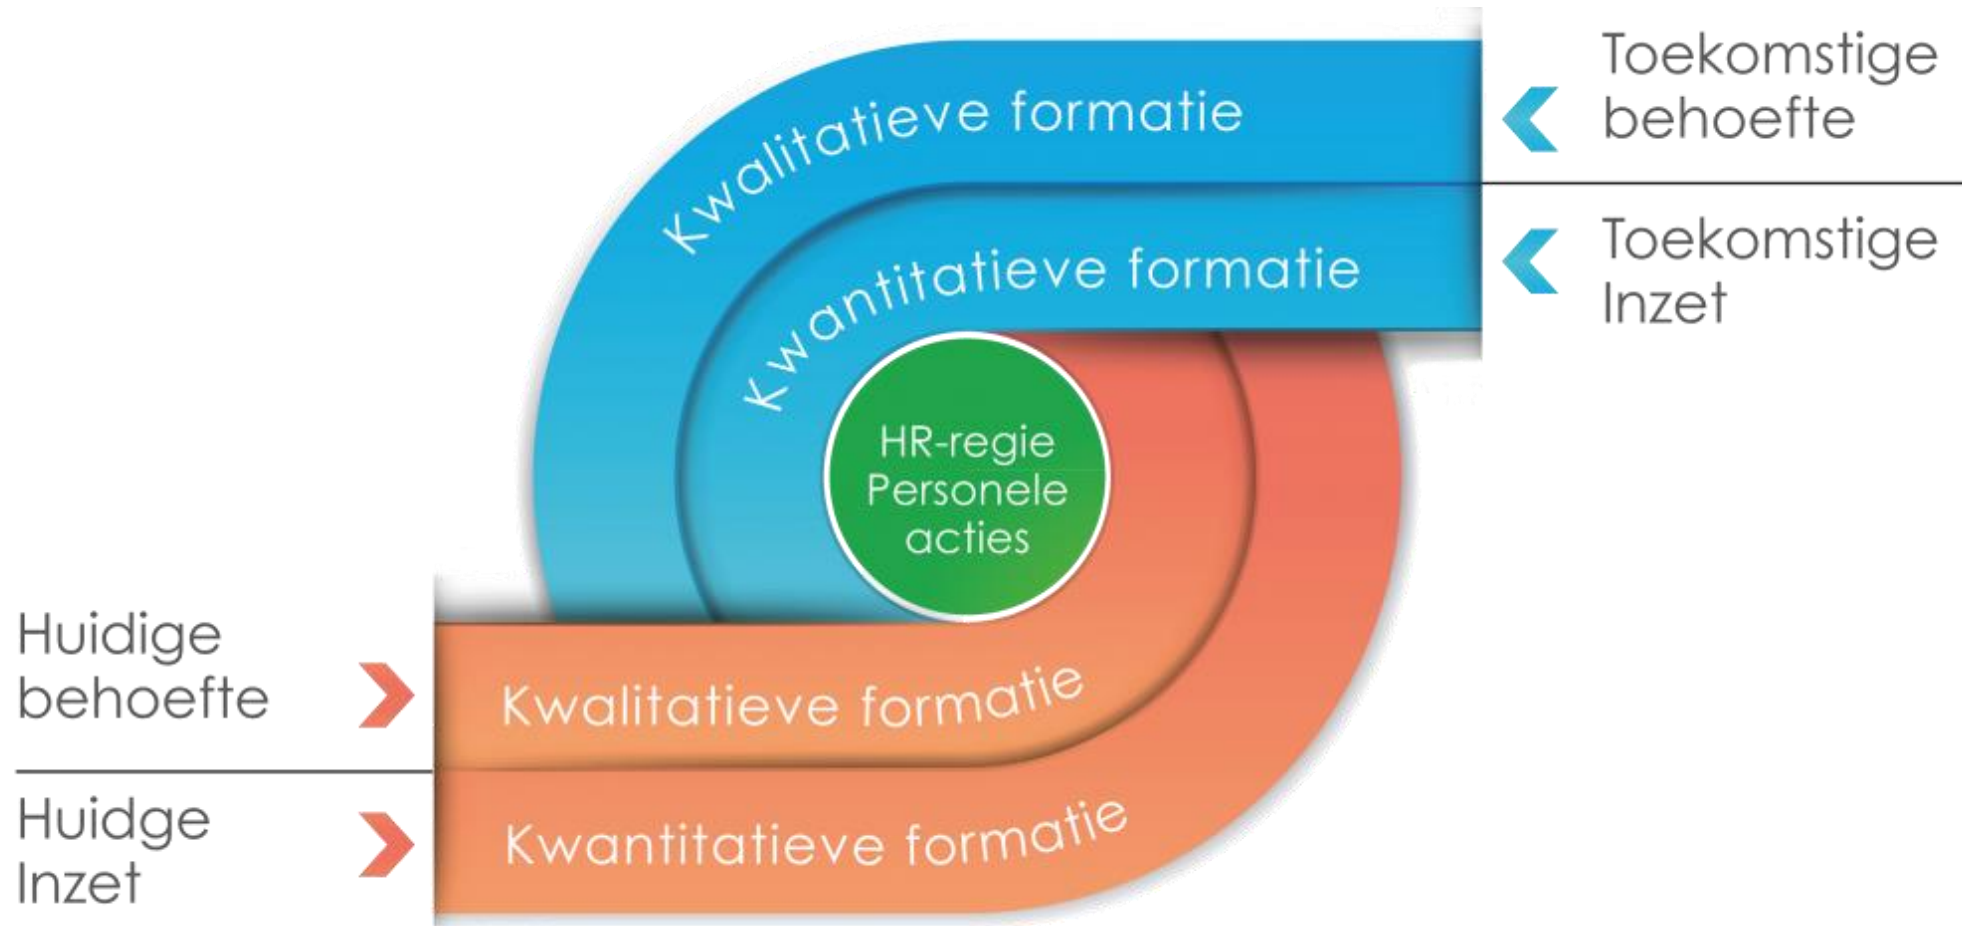 Toekomstige
behoefte
Kwalitatieve formatie
Toekomstige
Inzet
Kwantitatieve formatie
HR-regie
Personele
acties
Huidige
behoefte
Kwalitatieve formatie
Huidge
Inzet
Kwantitatieve formatie